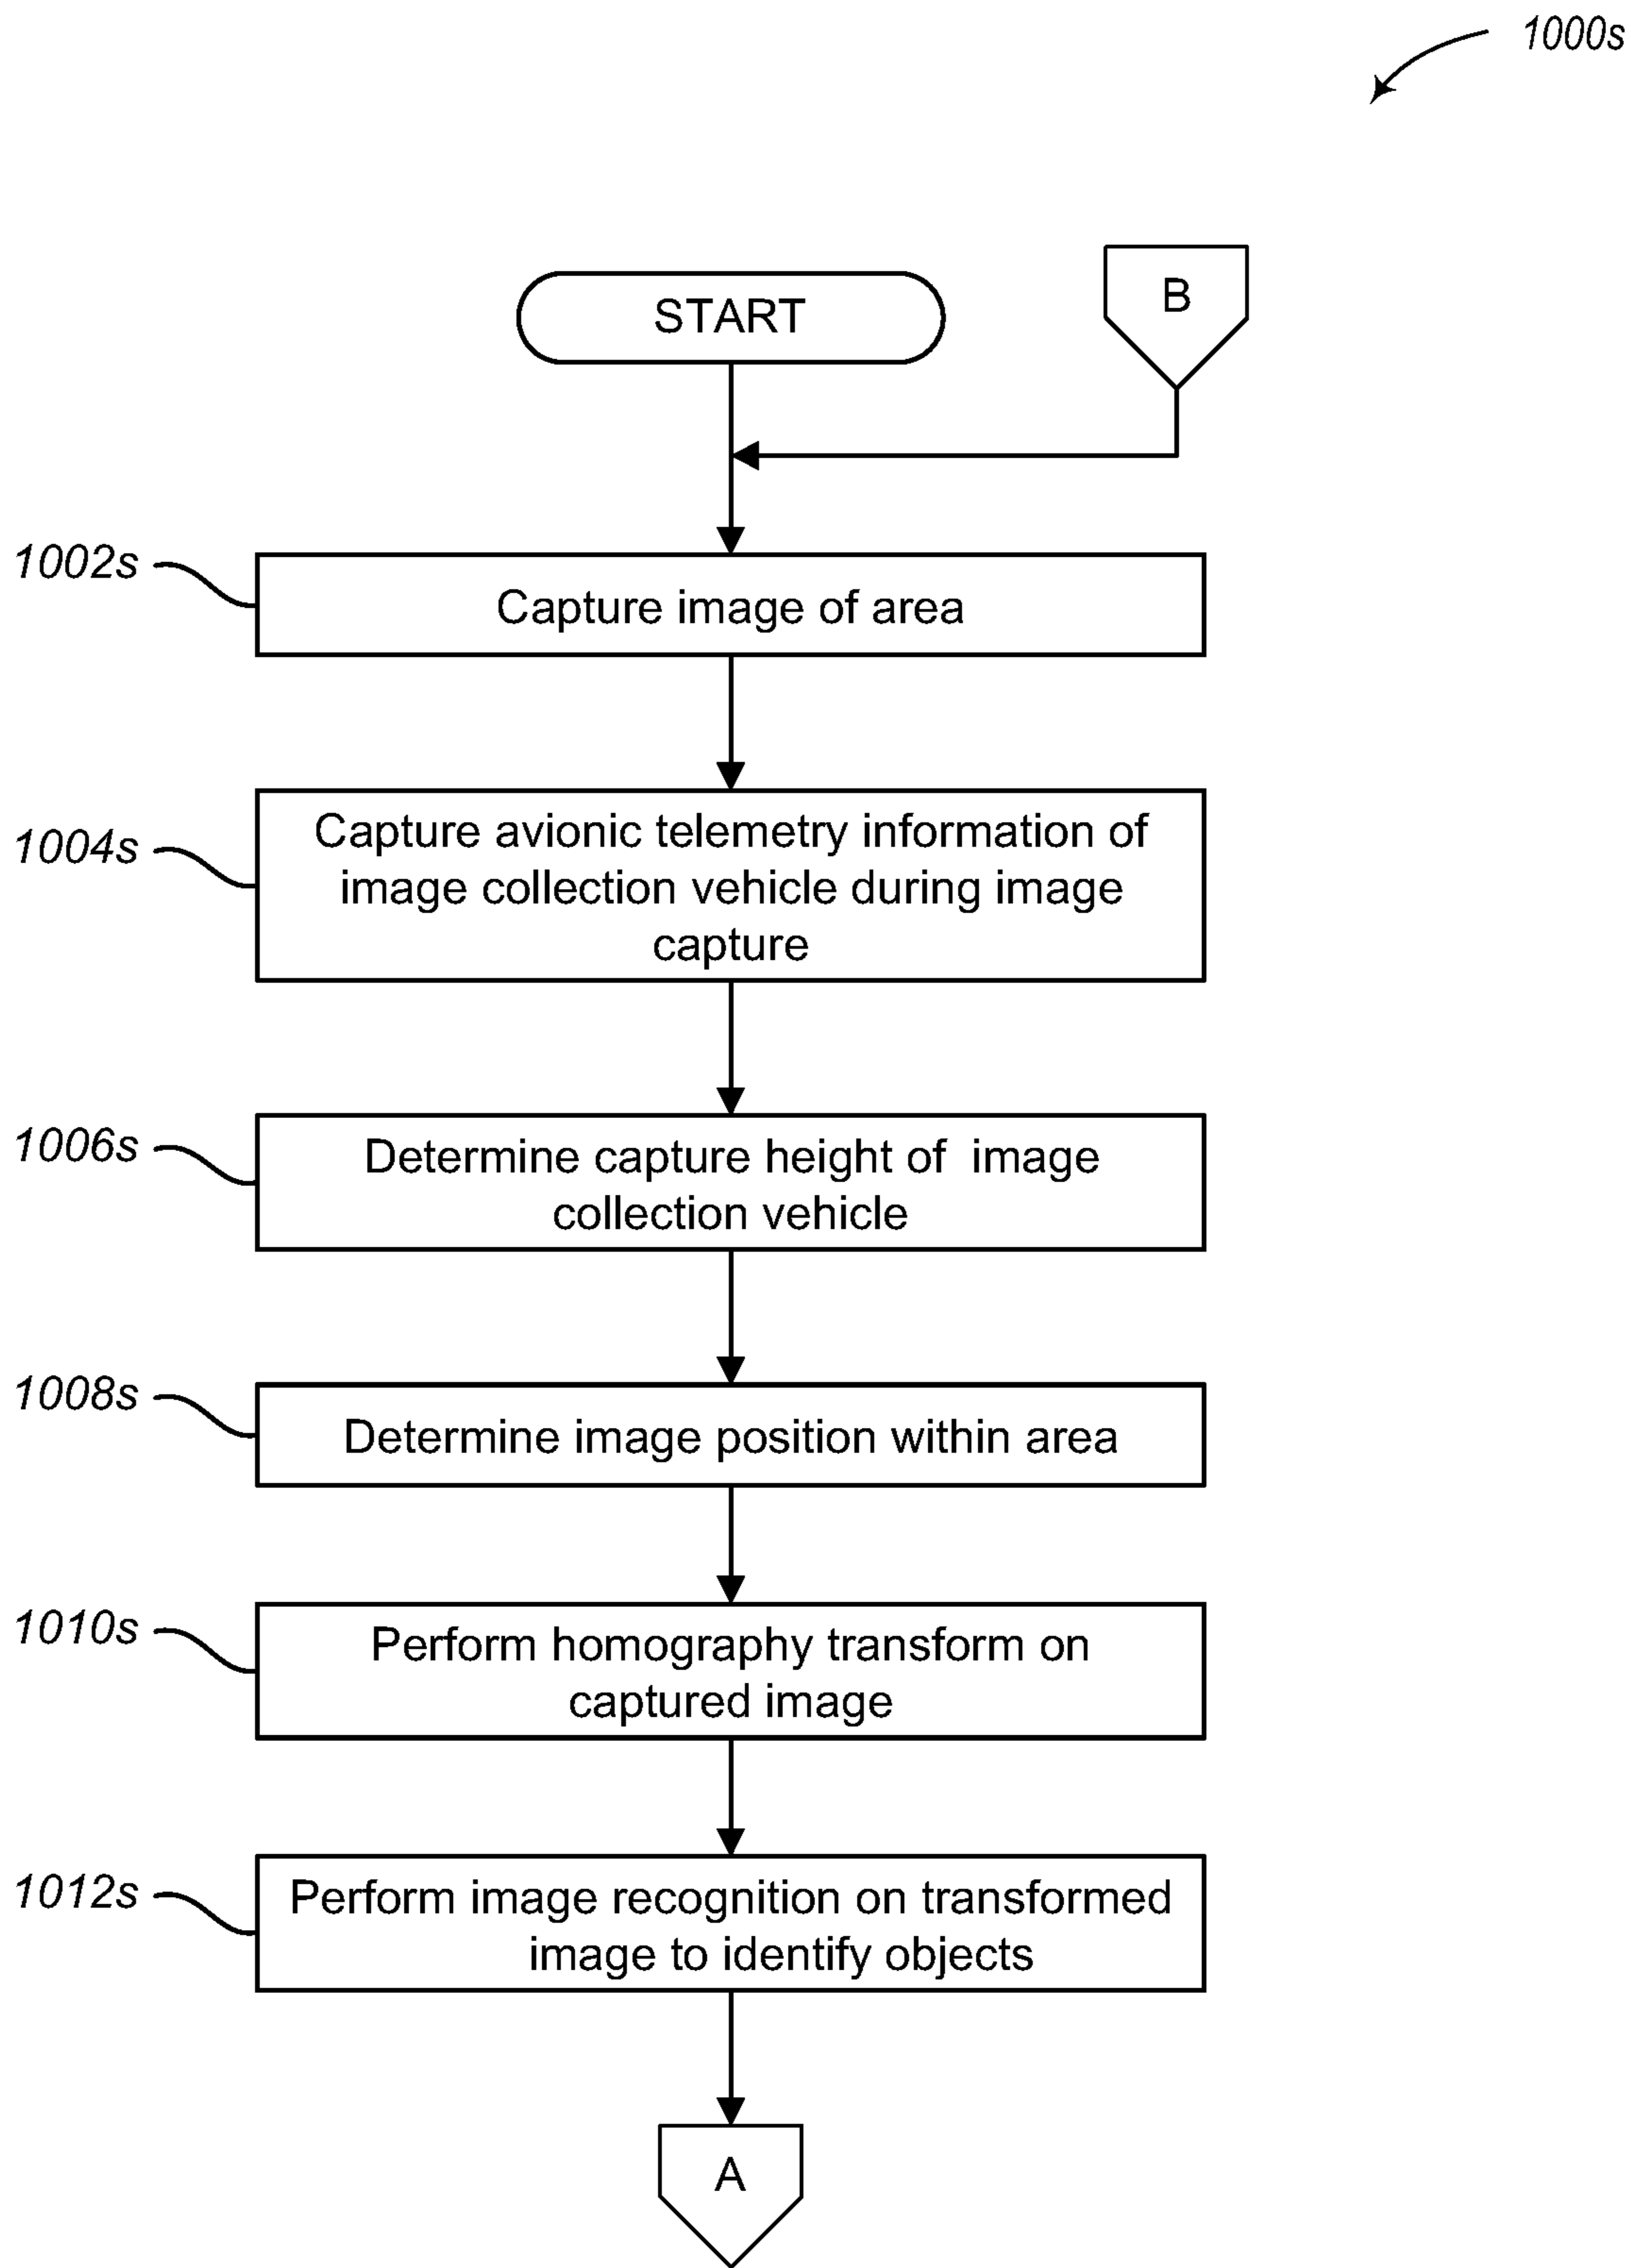 1000s
START
B
1002s
Capture image of area
1004s
Capture avionic telemetry information of
image collection vehicle during image
capture
1006s
Determine capture height of  image
collection vehicle
1008s
Determine image position within area
1010s
Perform homography transform on
captured image
1012s
Perform image recognition on transformed
image to identify objects
A